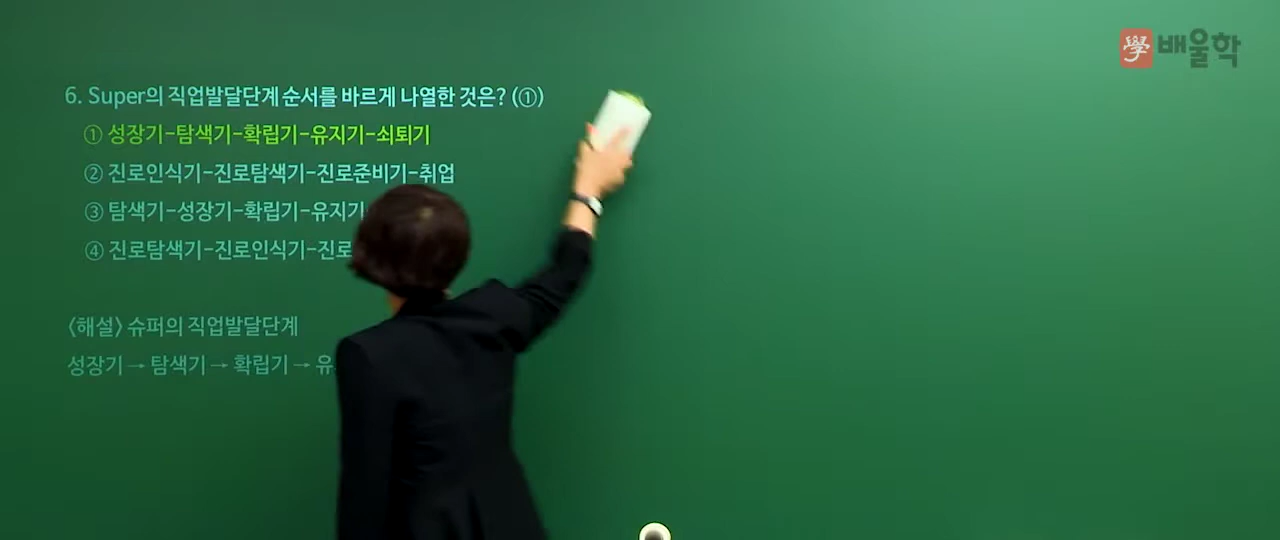 學 배울학
6. Super의 직업발달단계 순서를 바르게 나열한 것은? (①)
① 성장기-탐색기-확립기-유지기-쇠퇴기
② 진로인식기-진로탐색기-진로준비기-취업
③ 탐색기-성장기-확립기-유지기
④ 진로탐색기-진로인식기-진로
<해설> 슈퍼의 직업발달단계
성장기 → 탐색기 → 확립기 → 유